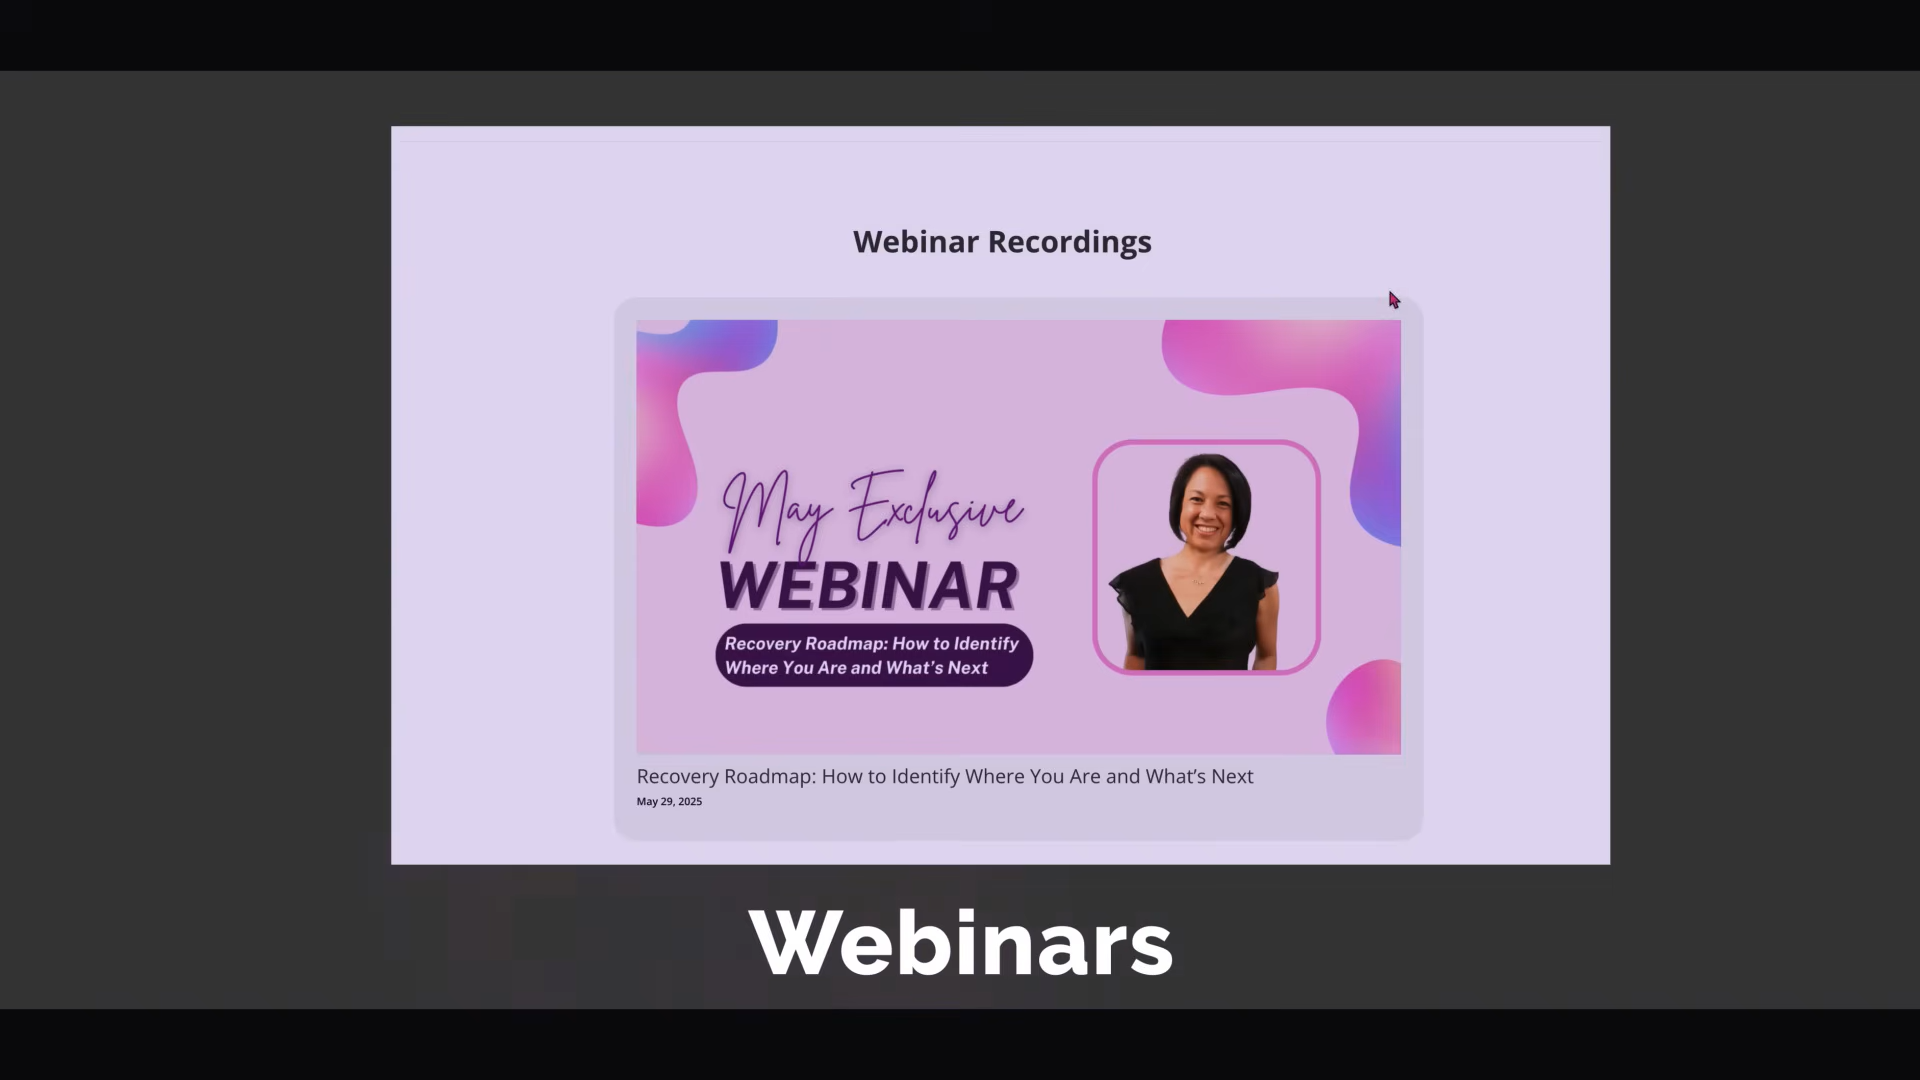 Webinar Recordings
May Exclusive
WEBINAR
Recovery Roadmap: How to Identify
Where You Are and What's Next
Recovery Roadmap: How to Identify Where You Are and What's Next
May 29, 2025
Webinars